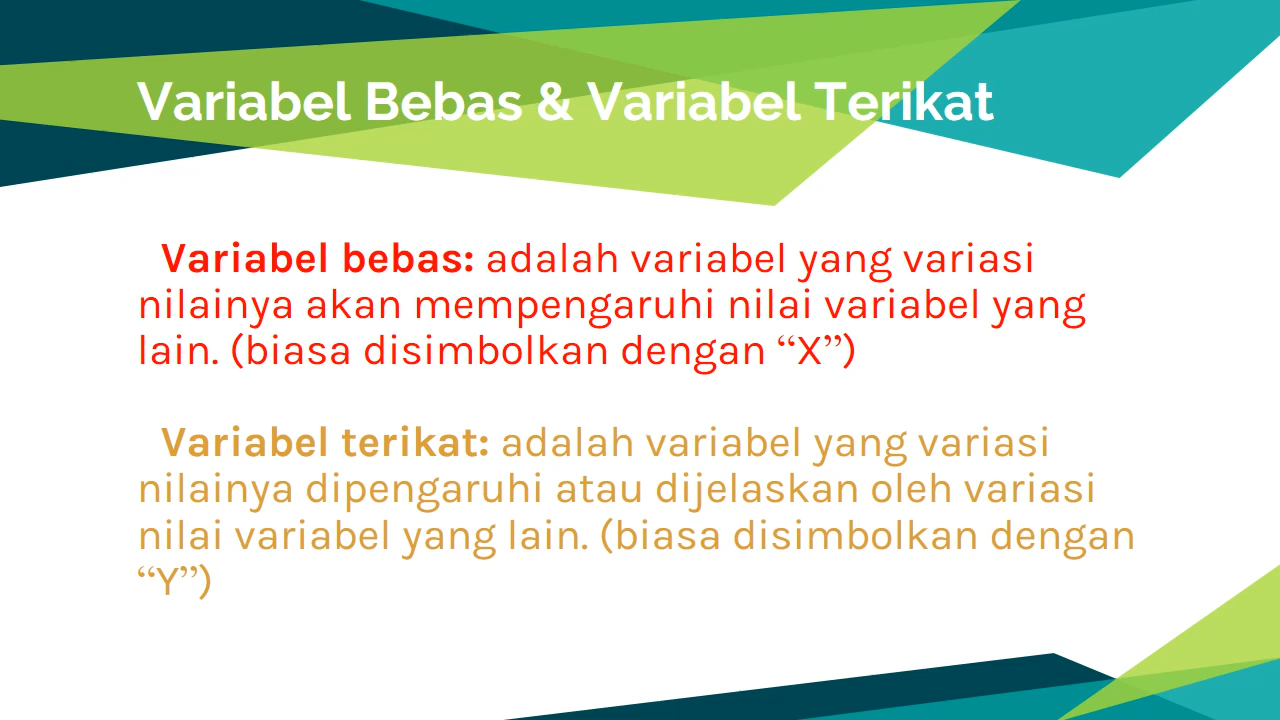 Variabel Bebas & Variabel Terikat
Variabel bebas: adalah variabel yang variasi
nilainya akan mempengaruhi nilai variabel yang
lain. (biasa disimbolkan dengan “X”)
Variabel terikat: adalah variabel yang variasi
nilainya dipengaruhi atau dijelaskan oleh variasi
nilai variabel yang lain. (biasa disimbolkan dengan
“Y”)